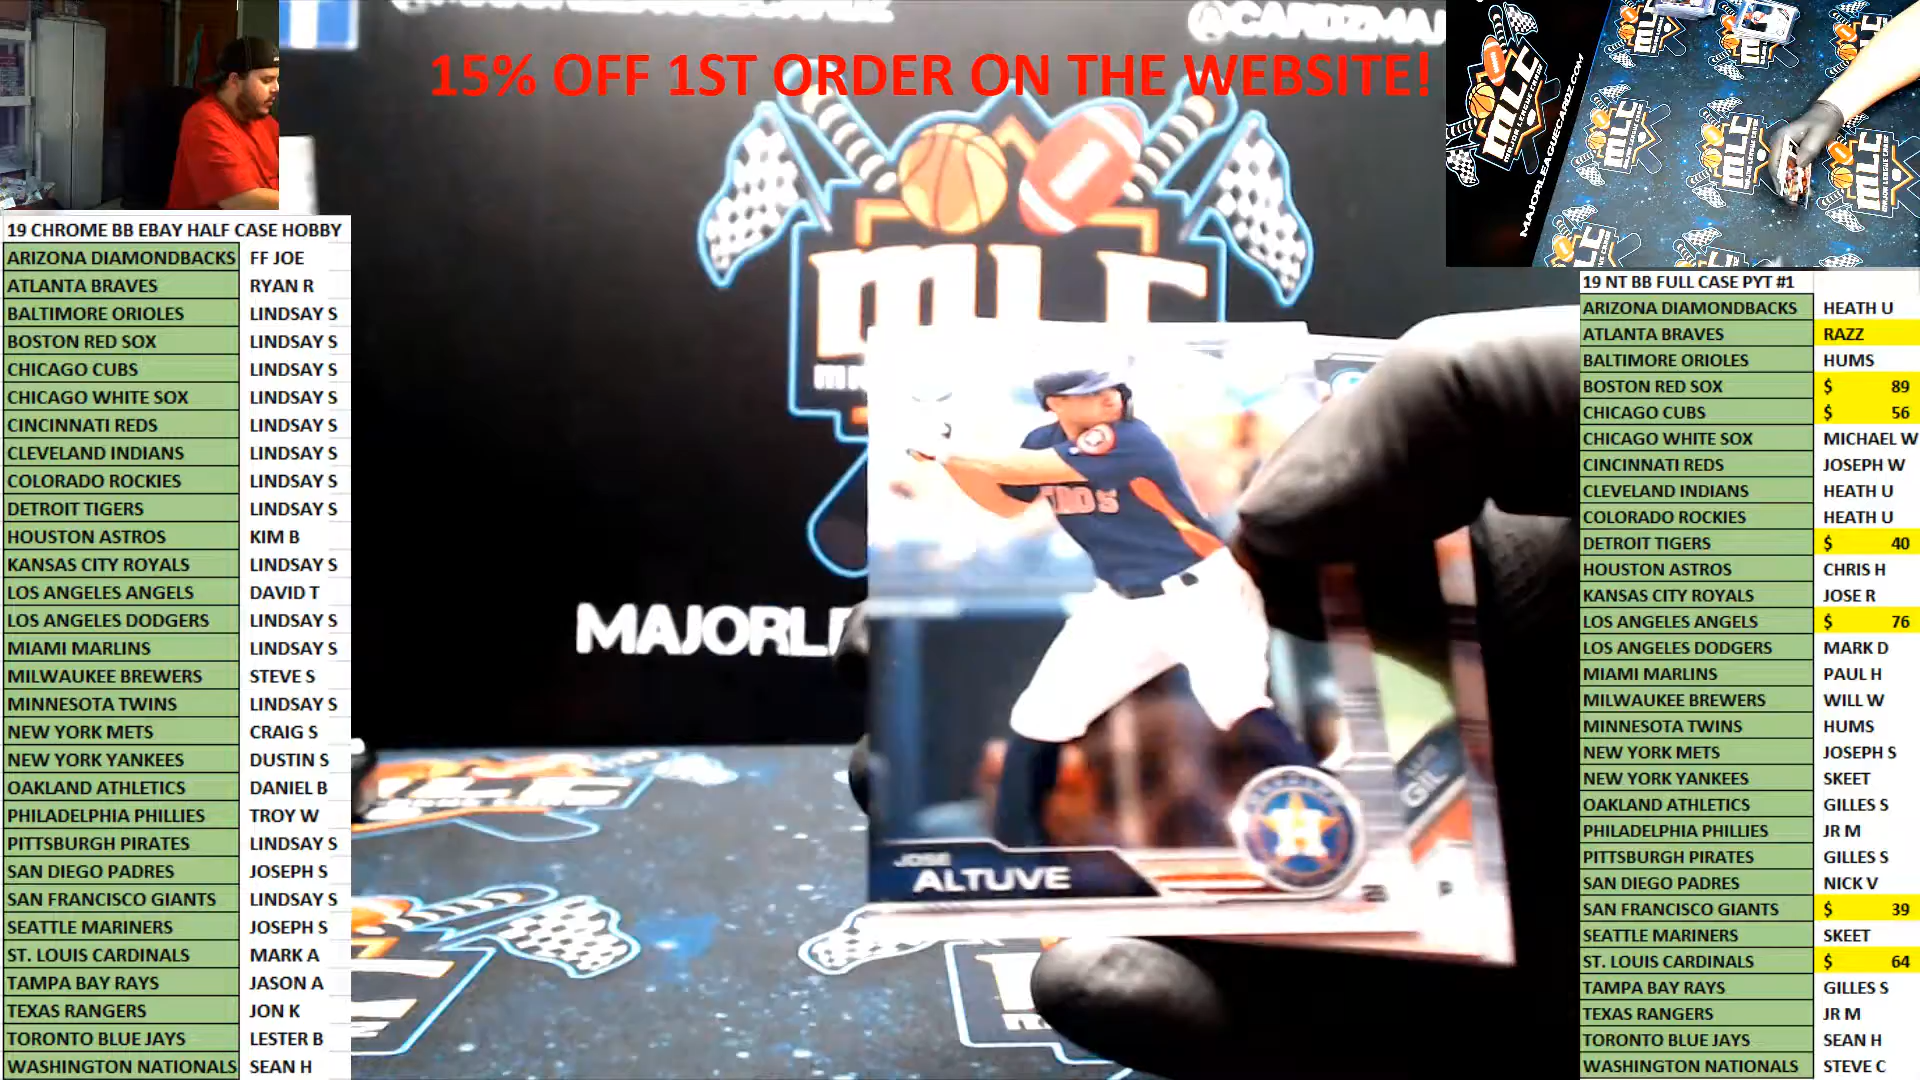 15% OFF 1ST ORDER ON THE WEBSITE!
@CARDZMAJ
MLC
MAJORLE
JOSE
ALTUVE
GIL
P
MLC
MAJOR LEAGUE CARDZ
MAJORLEAGUECARDZ.COM
MLC
MLC
MLC
19 CHROME BB EBAY HALF CASE HOBBY
ARIZONA DIAMONDBACKS FF JOE
ATLANTA BRAVES RYAN R
BALTIMORE ORIOLES LINDSAY S
BOSTON RED SOX LINDSAY S
CHICAGO CUBS LINDSAY S
CHICAGO WHITE SOX LINDSAY S
CINCINNATI REDS LINDSAY S
CLEVELAND INDIANS LINDSAY S
COLORADO ROCKIES LINDSAY S
DETROIT TIGERS LINDSAY S
HOUSTON ASTROS KIM B
KANSAS CITY ROYALS LINDSAY S
LOS ANGELES ANGELS DAVID T
LOS ANGELES DODGERS LINDSAY S
MIAMI MARLINS LINDSAY S
MILWAUKEE BREWERS STEVE S
MINNESOTA TWINS LINDSAY S
NEW YORK METS CRAIG S
NEW YORK YANKEES DUSTIN S
OAKLAND ATHLETICS DANIEL B
PHILADELPHIA PHILLIES TROY W
PITTSBURGH PIRATES LINDSAY S
SAN DIEGO PADRES JOSEPH S
SAN FRANCISCO GIANTS LINDSAY S
SEATTLE MARINERS JOSEPH S
ST. LOUIS CARDINALS MARK A
TAMPA BAY RAYS JASON A
TEXAS RANGERS JON K
TORONTO BLUE JAYS LESTER B
WASHINGTON NATIONALS SEAN H
19 NT BB FULL CASE PYT #1
ARIZONA DIAMONDBACKS HEATH U
ATLANTA BRAVES RAZZ
BALTIMORE ORIOLES HUMS
BOSTON RED SOX $ 89
CHICAGO CUBS $ 56
CHICAGO WHITE SOX MICHAEL W
CINCINNATI REDS JOSEPH W
CLEVELAND INDIANS HEATH U
COLORADO ROCKIES HEATH U
DETROIT TIGERS $ 40
HOUSTON ASTROS CHRIS H
KANSAS CITY ROYALS JOSE R
LOS ANGELES ANGELS $ 76
LOS ANGELES DODGERS MARK D
MIAMI MARLINS PAUL H
MILWAUKEE BREWERS WILL W
MINNESOTA TWINS HUMS
NEW YORK METS JOSEPH S
NEW YORK YANKEES SKEET
OAKLAND ATHLETICS GILLES S
PHILADELPHIA PHILLIES JR M
PITTSBURGH PIRATES GILLES S
SAN DIEGO PADRES NICK V
SAN FRANCISCO GIANTS $ 39
SEATTLE MARINERS SKEET
ST. LOUIS CARDINALS $ 64
TAMPA BAY RAYS GILLES S
TEXAS RANGERS JR M
TORONTO BLUE JAYS SEAN H
WASHINGTON NATIONALS STEVE C